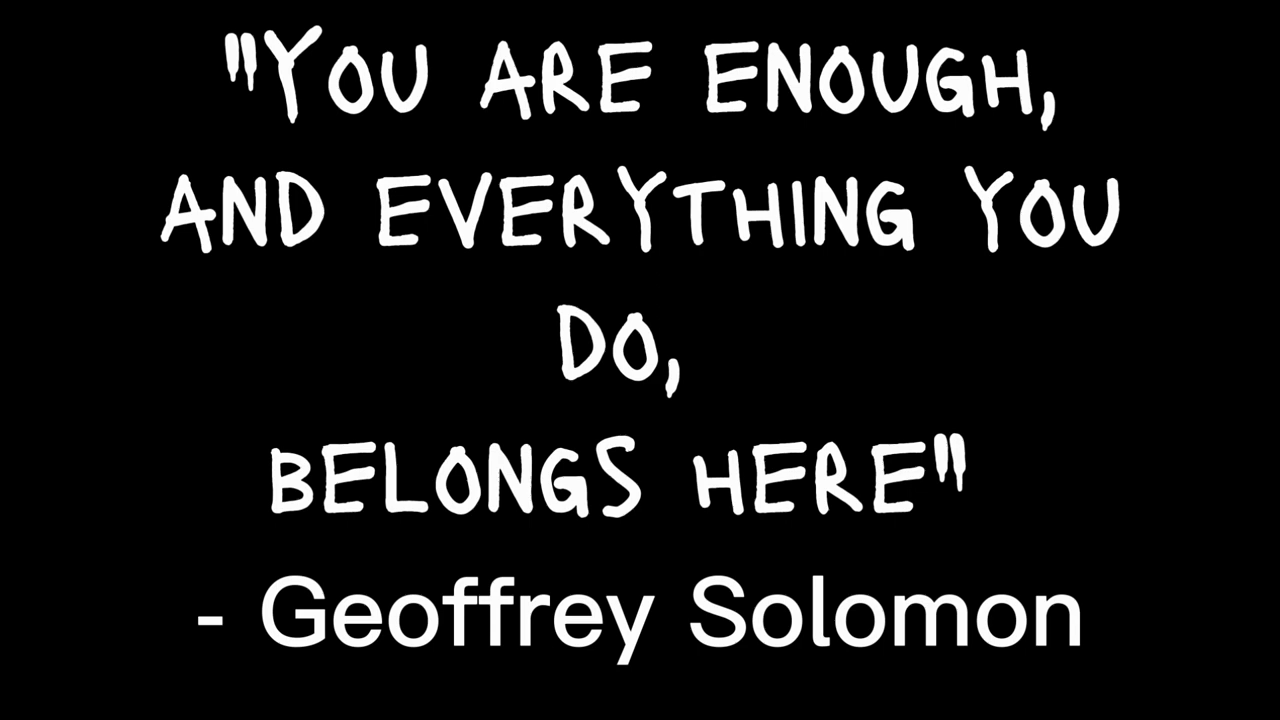 "YOU ARE ENOUGH,
AND EVERYTHING YOU
DO,
BELONGS HERE"
- Geoffrey Solomon